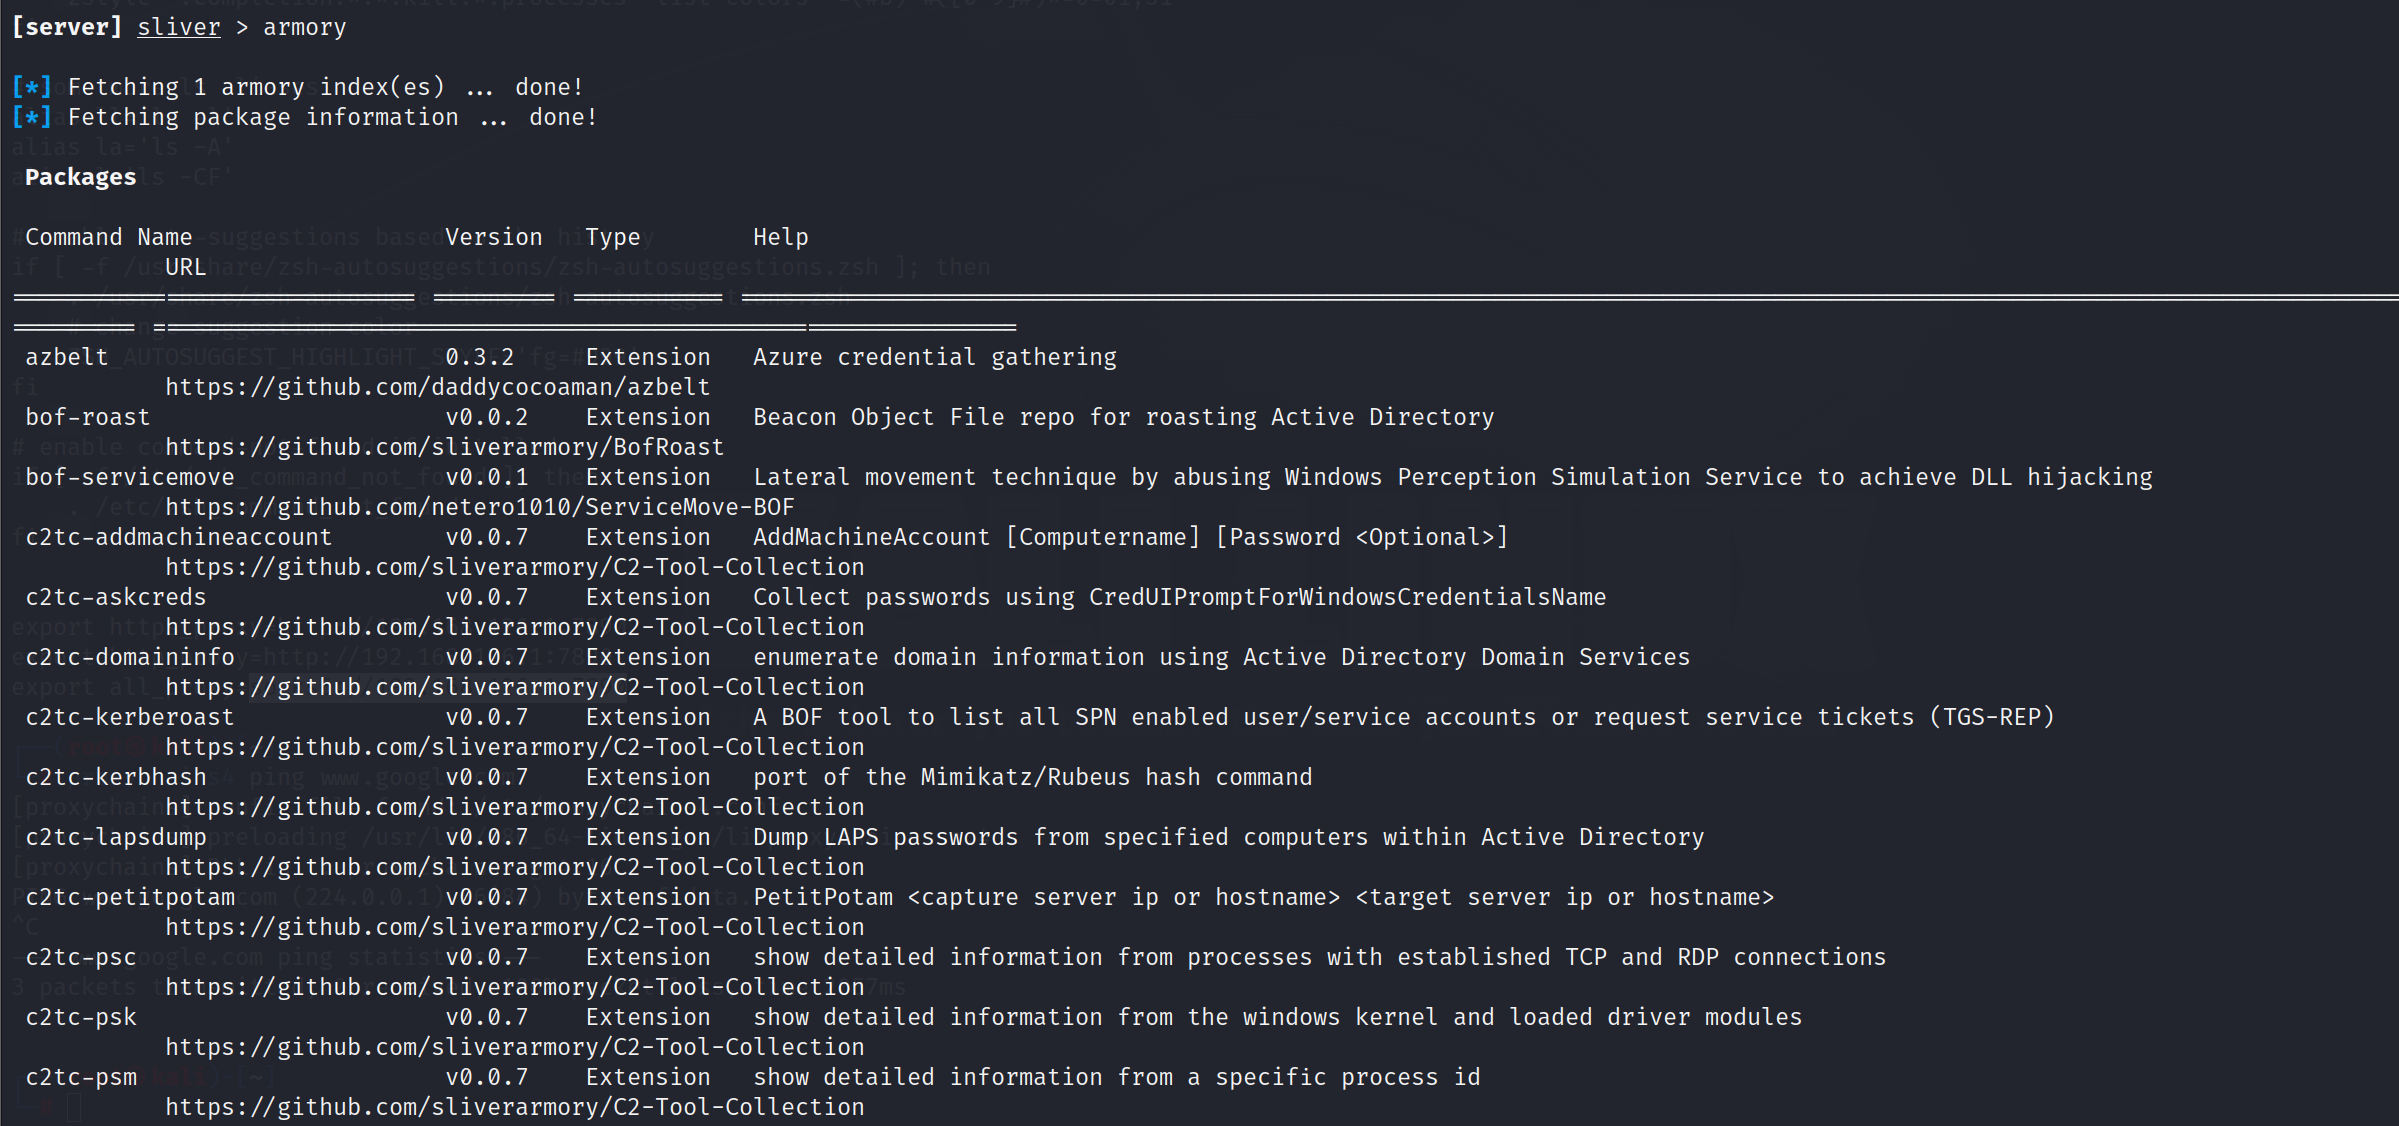 [server] sliver > armory
[*] Fetching 1 armory index(es) ... done!
[*] Fetching package information ... done!
alias la='ls -A'
Packages
ls -CF'
Command Name Version Type Help
URL
azbelt 0.3.2 Extension Azure credential gathering
https://github.com/daddycocoaman/azbelt
bof-roast v0.0.2 Extension Beacon Object File repo for roasting Active Directory
https://github.com/sliverarmory/BofRoast
bof-servicemove v0.0.1 Extension Lateral movement technique by abusing Windows Perception Simulation Service to achieve DLL hijacking
https://github.com/netero1010/ServiceMove-BOF
c2tc-addmachineaccount v0.0.7 Extension AddMachineAccount [Computername] [Password <Optional>]
https://github.com/sliverarmory/C2-Tool-Collection
c2tc-askcreds v0.0.7 Extension Collect passwords using CredUIPromptForWindowsCredentialsName
https://github.com/sliverarmory/C2-Tool-Collection
c2tc-domaininfo v0.0.7 Extension enumerate domain information using Active Directory Domain Services
https://github.com/sliverarmory/C2-Tool-Collection
c2tc-kerberoast v0.0.7 Extension A BOF tool to list all SPN enabled user/service accounts or request service tickets (TGS-REP)
https://github.com/sliverarmory/C2-Tool-Collection
c2tc-kerbhash v0.0.7 Extension port of the Mimikatz/Rubeus hash command
https://github.com/sliverarmory/C2-Tool-Collection
c2tc-lapsdump v0.0.7 Extension Dump LAPS passwords from specified computers within Active Directory
https://github.com/sliverarmory/C2-Tool-Collection
c2tc-petitpotam v0.0.7 Extension PetitPotam <capture server ip or hostname> <target server ip or hostname>
https://github.com/sliverarmory/C2-Tool-Collection
c2tc-psc v0.0.7 Extension show detailed information from processes with established TCP and RDP connections
https://github.com/sliverarmory/C2-Tool-Collection
c2tc-psk v0.0.7 Extension show detailed information from the windows kernel and loaded driver modules
https://github.com/sliverarmory/C2-Tool-Collection
c2tc-psm v0.0.7 Extension show detailed information from a specific process id
https://github.com/sliverarmory/C2-Tool-Collection